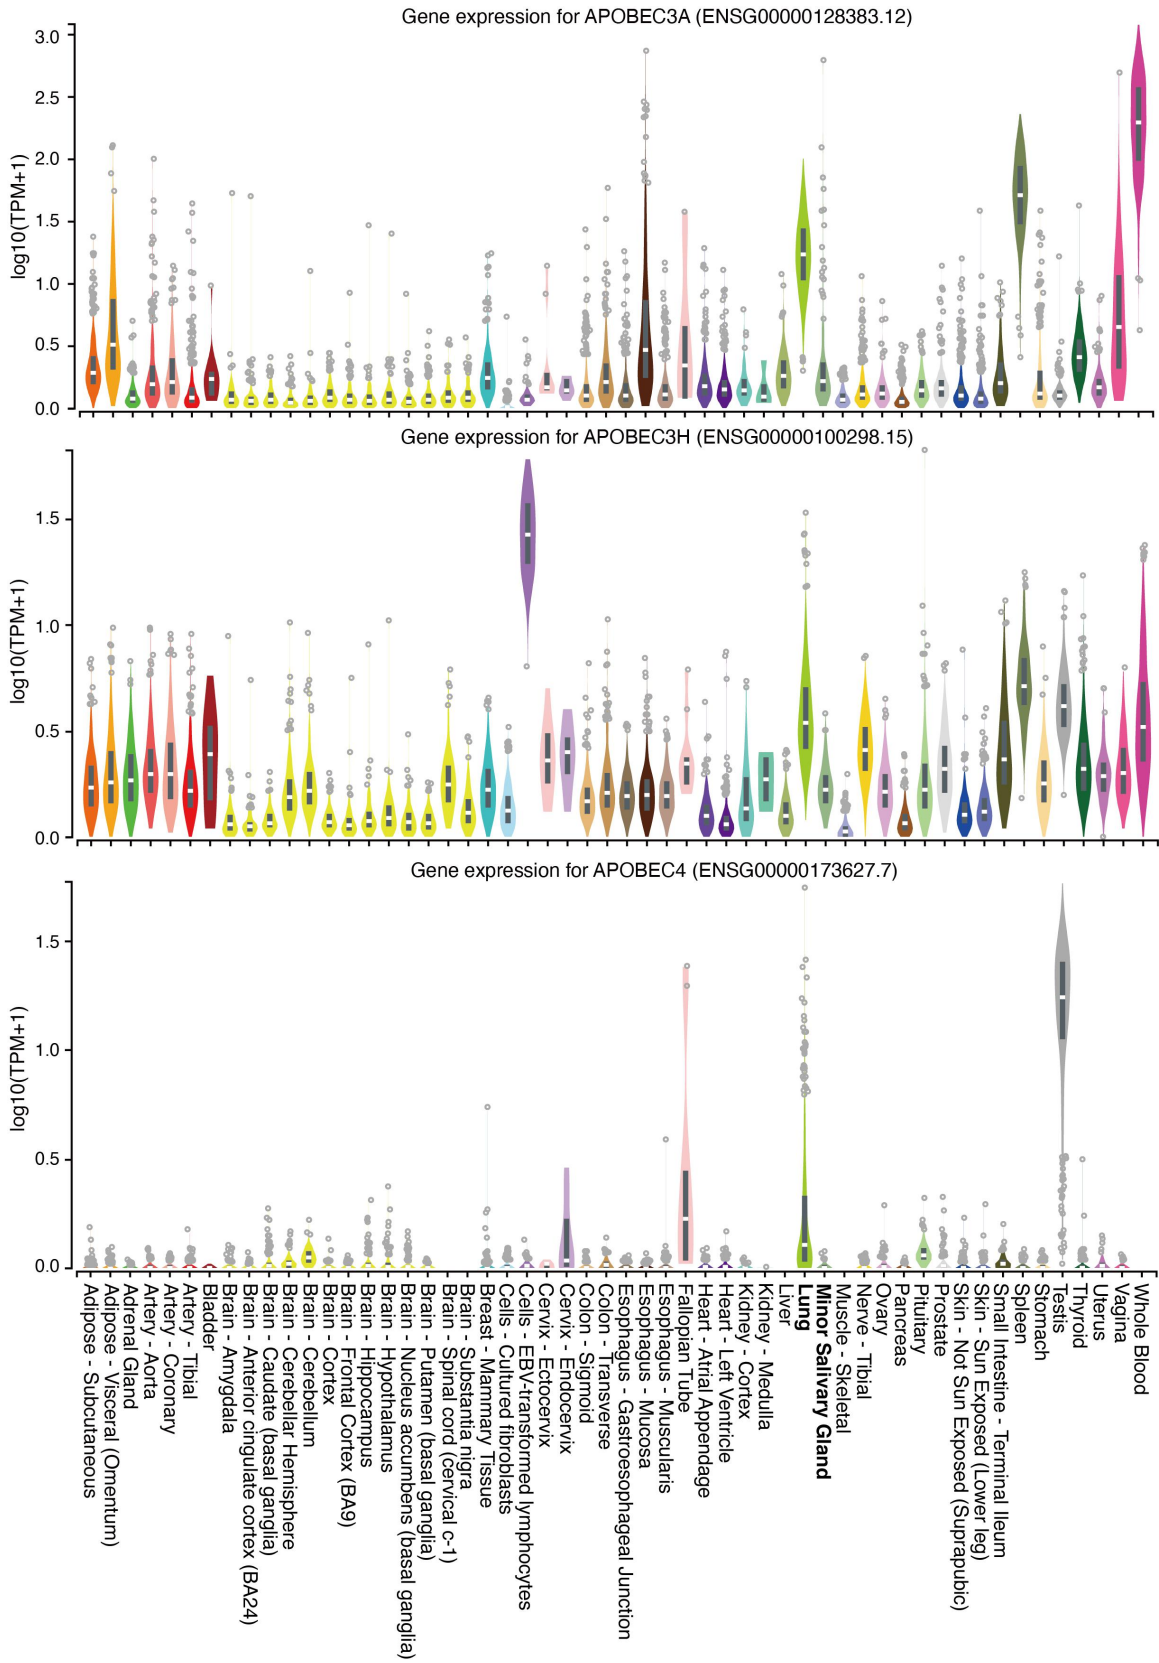 Gene expression for APOBEC3A (ENSG00000128383.12)
log10(TPM+1)
3.0
2.5
2.0
1.5
1.0
0.5
0.0
Gene expression for APOBEC3H (ENSG00000100298.15)
log10(TPM+1)
1.5
1.0
0.5
0.0
Gene expression for APOBEC4 (ENSG00000173627.7)
log10(TPM+1)
1.5
1.0
0.5
0.0
Adipose - Subcutaneous
Adipose - Visceral (Omentum)
Adrenal Gland
Artery - Aorta
Artery - Coronary
Artery - Tibial
Bladder
Brain - Amygdala
Brain - Anterior cingulate cortex (BA24)
Brain - Caudate (basal ganglia)
Brain - Cerebellar Hemisphere
Brain - Cerebellum
Brain - Cortex
Brain - Frontal Cortex (BA9)
Brain - Hippocampus
Brain - Hypothalamus
Brain - Nucleus accumbens (basal ganglia)
Brain - Putamen (basal ganglia)
Brain - Spinal cord (cervical c-1)
Brain - Substantia nigra
Breast - Mammary Tissue
Cells - Cultured fibroblasts
Cells - EBV-transformed lymphocytes
Cervix - Ectocervix
Cervix - Endocervix
Colon - Sigmoid
Colon - Transverse
Esophagus - Gastroesophageal Junction
Esophagus - Mucosa
Esophagus - Muscularis
Fallopian Tube
Heart - Atrial Appendage
Heart - Left Ventricle
Kidney - Cortex
Kidney - Medulla
Liver
Lung
Minor Salivary Gland
Muscle - Skeletal
Nerve - Tibial
Ovary
Pancreas
Pituitary
Prostate
Skin - Not Sun Exposed (Suprapubic)
Skin - Sun Exposed (Lower leg)
Small Intestine - Terminal Ileum
Spleen
Stomach
Testis
Thyroid
Uterus
Vagina
Whole Blood